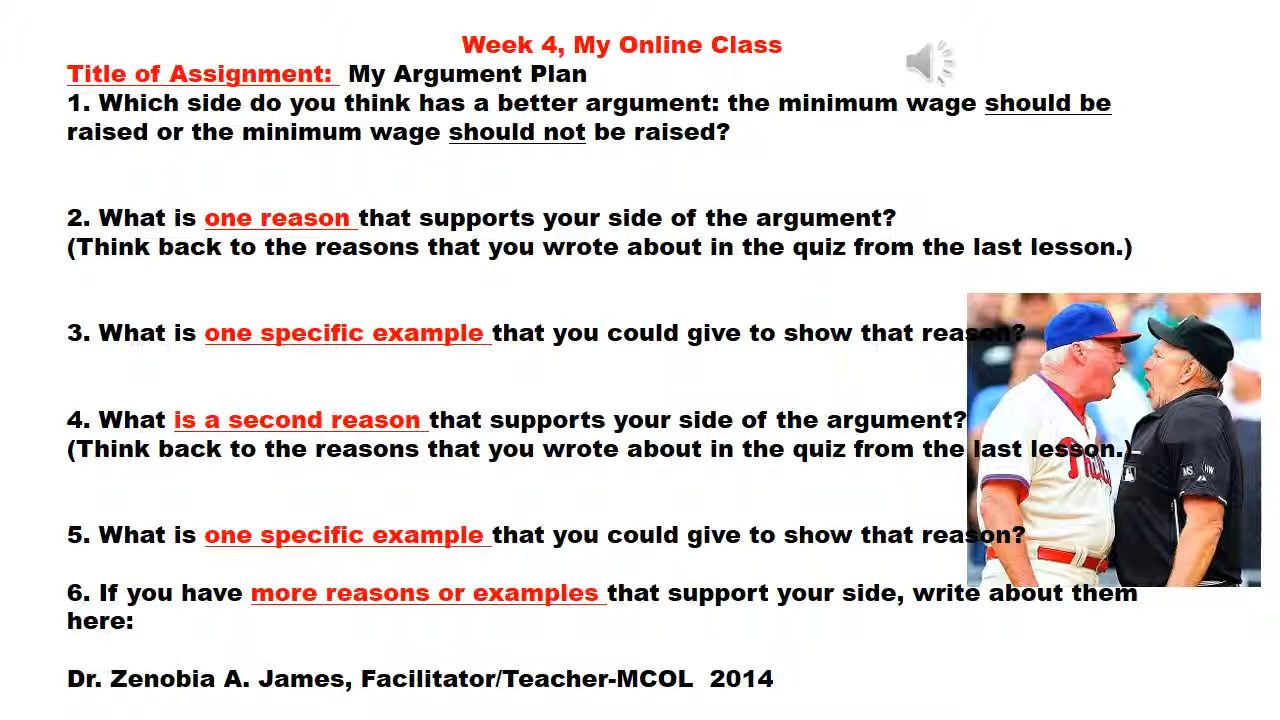 Week 4, My Online Class
Title of Assignment:  My Argument Plan
1. Which side do you think has a better argument: the minimum wage should be
raised or the minimum wage should not be raised?
2. What is one reason that supports your side of the argument?
(Think back to the reasons that you wrote about in the quiz from the last lesson.)
3. What is one specific example that you could give to show that reason?
4. What is a second reason that supports your side of the argument?
(Think back to the reasons that you wrote about in the quiz from the last lesson.)
MS HW
5. What is one specific example that you could give to show that reason?
6. If you have more reasons or examples that support your side, write about them
here:
Dr. Zenobia A. James, Facilitator/Teacher-MCOL  2014